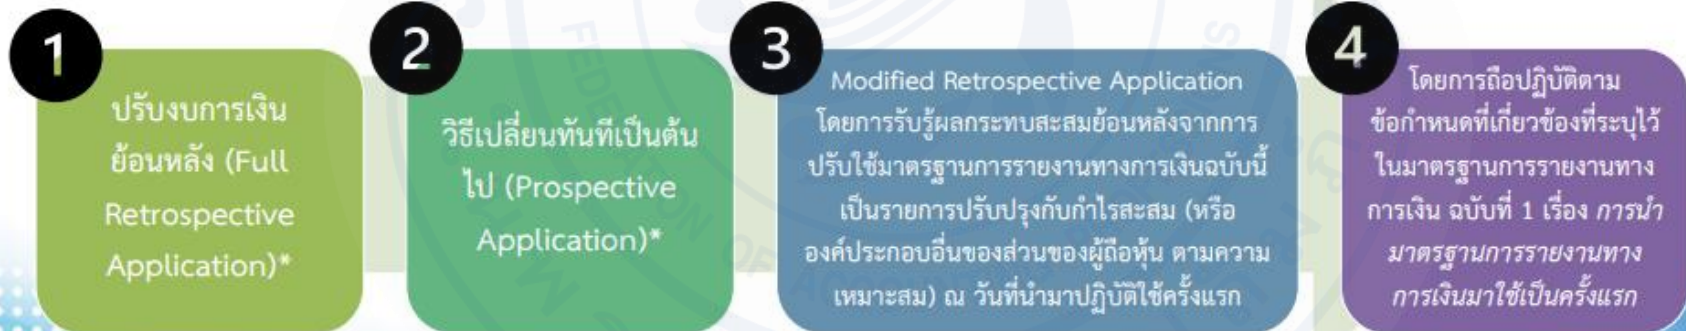 1
ปรับงบการเงิน
ย้อนหลัง (Full
Retrospective
Application)*
2
วิธีเปลี่ยนทันทีเป็นต้น
ไป (Prospective
Application)*
3
Modified Retrospective Application
โดยการรับรู้ผลกระทบสะสมย้อนหลังจากการ
ปรับใช้มาตรฐานการรายงานทางการเงินฉบับนี้
เป็นรายการปรับปรุงกับกำไรสะสม (หรือ
องค์ประกอบอื่นของส่วนของผู้ถือหุ้น ตามความ
เหมาะสม) ณ วันที่นำมาปฏิบัติใช้ครั้งแรก
4
โดยการถือปฏิบัติตาม
ข้อกำหนดที่เกี่ยวข้องที่ระบุไว้
ในมาตรฐานการรายงานทาง
การเงิน ฉบับที่ 1 เรื่อง การนำ
มาตรฐานการรายงานทาง
การเงินมาใช้เป็นครั้งแรก